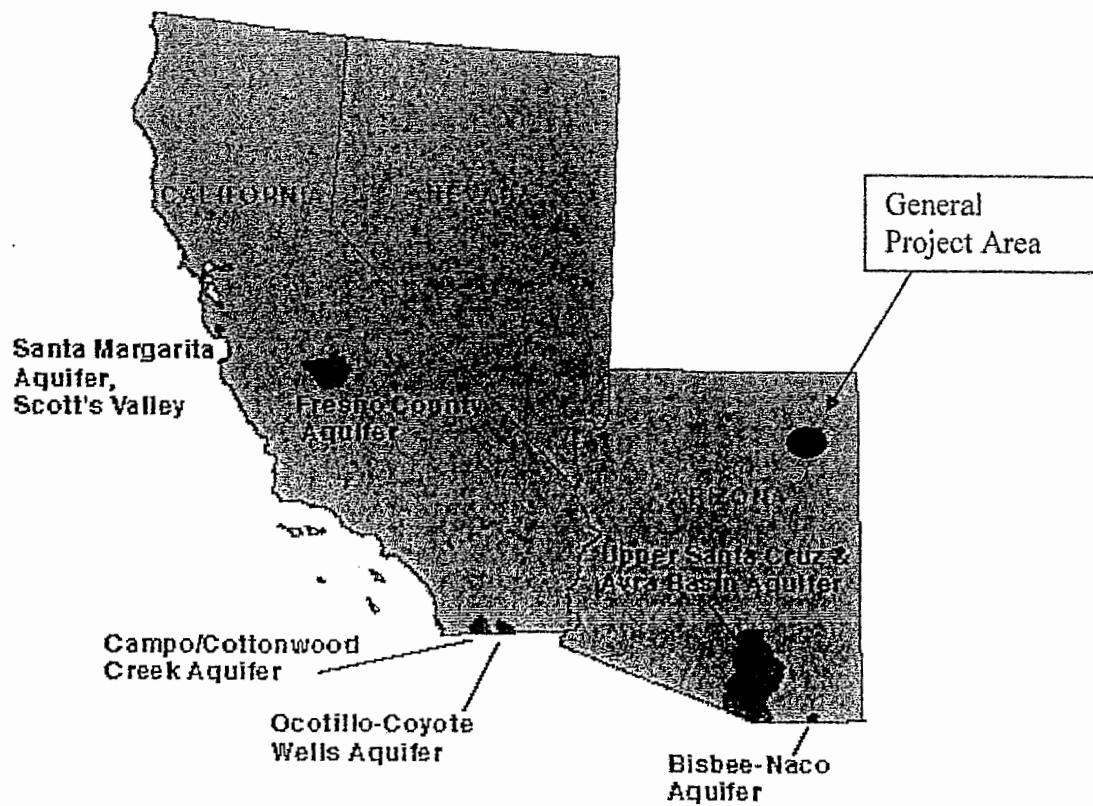 CALIFORNIA
NEVADA
General
Project Area
Santa Margarita
Aquifer,
Scott's Valley
Fresno County
Aquifer
ARIZONA
Upper Santa Cruz &
Avra Basin Aquifer
Campo/Cottonwood
Creek Aquifer
Ocotillo-Coyote
Wells Aquifer
Bisbee-Naco
Aquifer